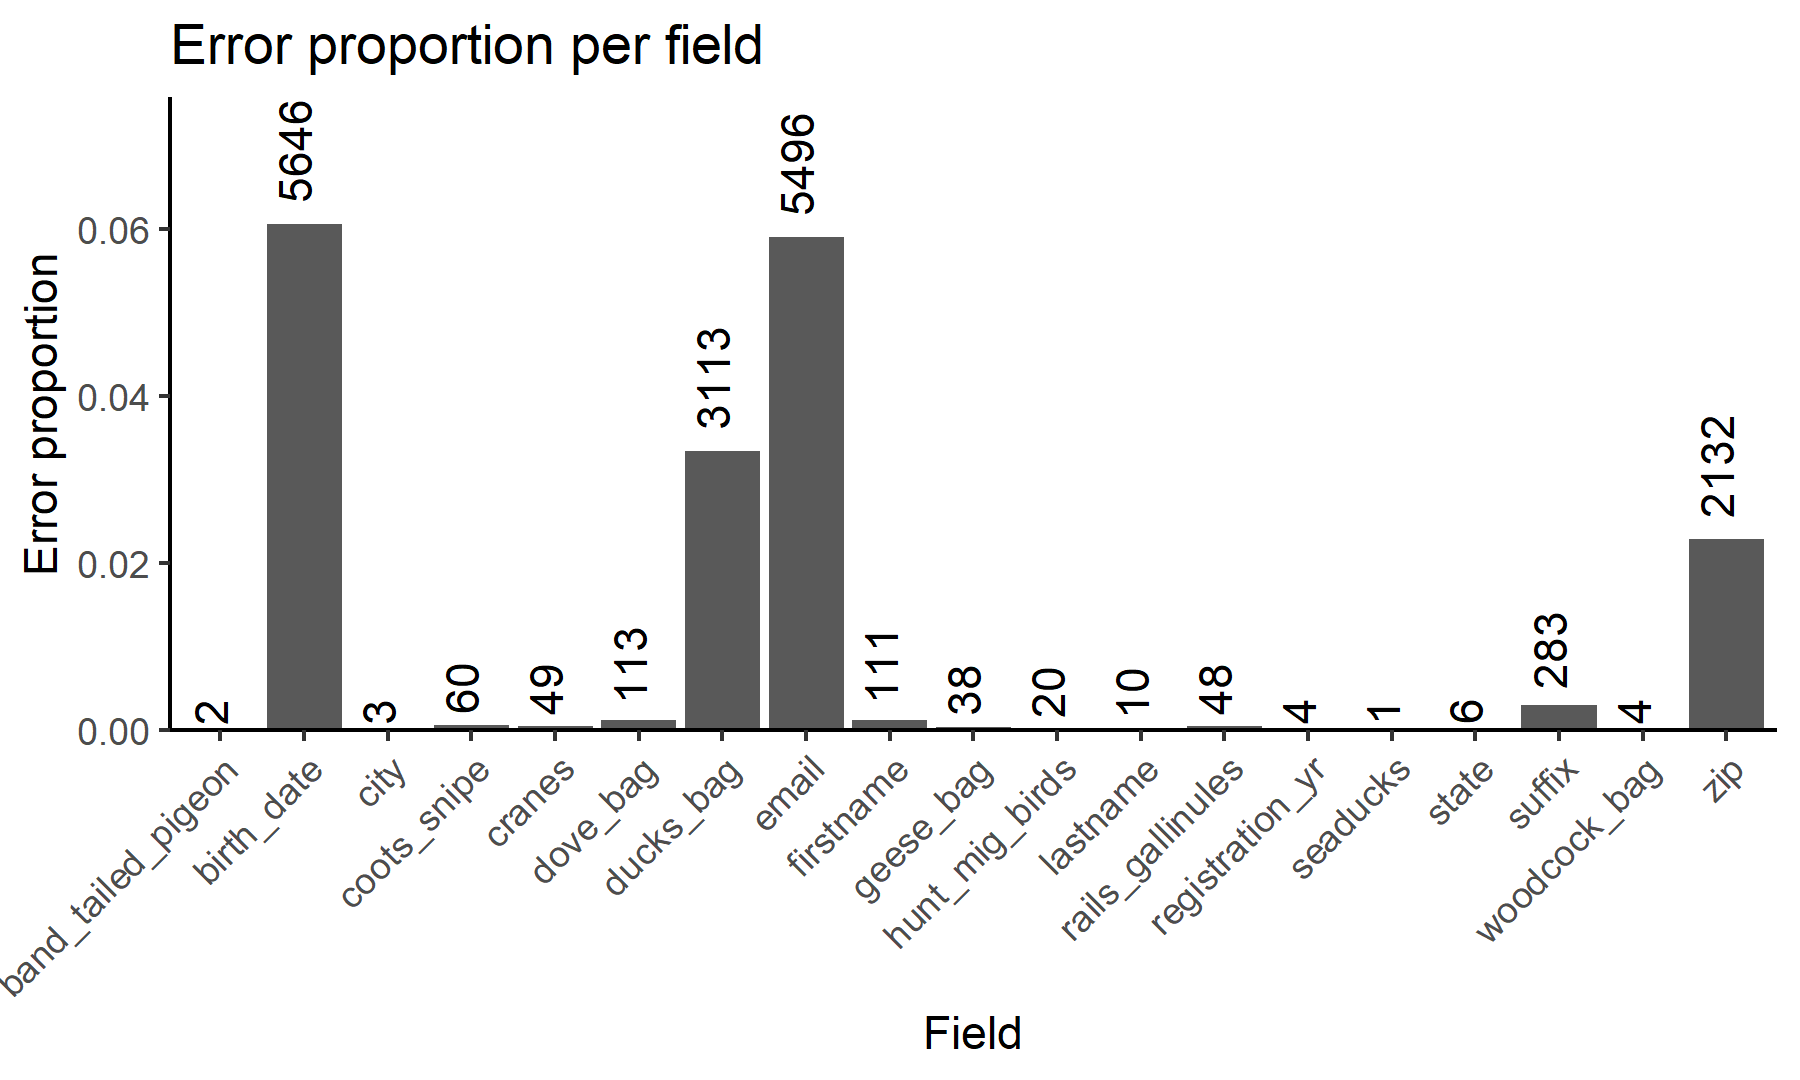 Error proportion per field
Error proportion
0.06
0.04
0.02
0.00
2
5646
3
60
49
113
3113
5496
111
38
20
10
48
4
1
6
283
4
2132
band_tailed_pigeon
birth_date
city
coots_snipe
cranes
dove_bag
ducks_bag
email
firstname
geese_bag
hunt_mig_birds
lastname
rails_gallinules
registration_yr
seaducks
state
suffix
woodcock_bag
zip
Field